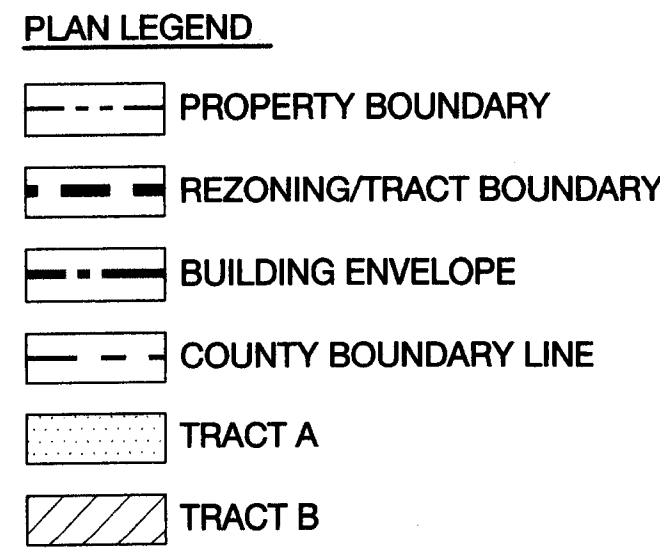 PLAN LEGEND
PROPERTY BOUNDARY
REZONING/TRACT BOUNDARY
BUILDING ENVELOPE
COUNTY BOUNDARY LINE
TRACT A
TRACT B